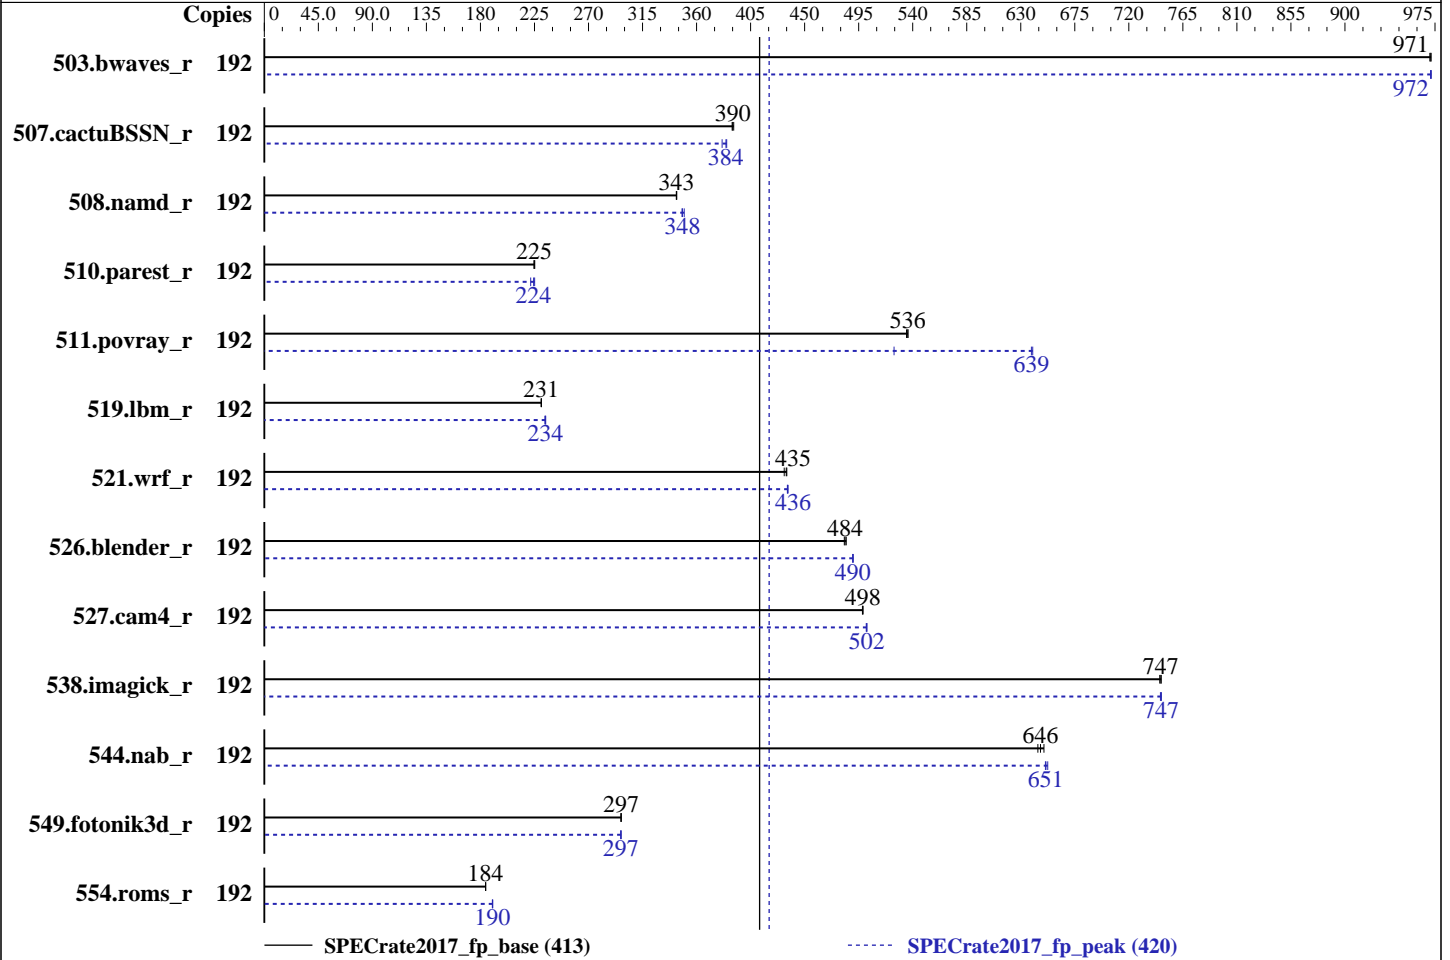 Copies 0 45.0 90.0 135 180 225 270 315 360 405 450 495 540 585 630 675 720 765 810 855 900 975
971
503.bwaves_r 192
972
390
507.cactuBSSN_r 192
384
343
508.namd_r 192
348
225
510.parest_r 192
224
536
511.povray_r 192
639
231
519.lbm_r 192
234
435
521.wrf_r 192
436
484
526.blender_r 192
490
498
527.cam4_r 192
502
747
538.imagick_r 192
747
646
544.nab_r 192
651
297
549.fotonik3d_r 192
297
184
554.roms_r 192
190
SPECrate2017_fp_base (413) SPECrate2017_fp_peak (420)